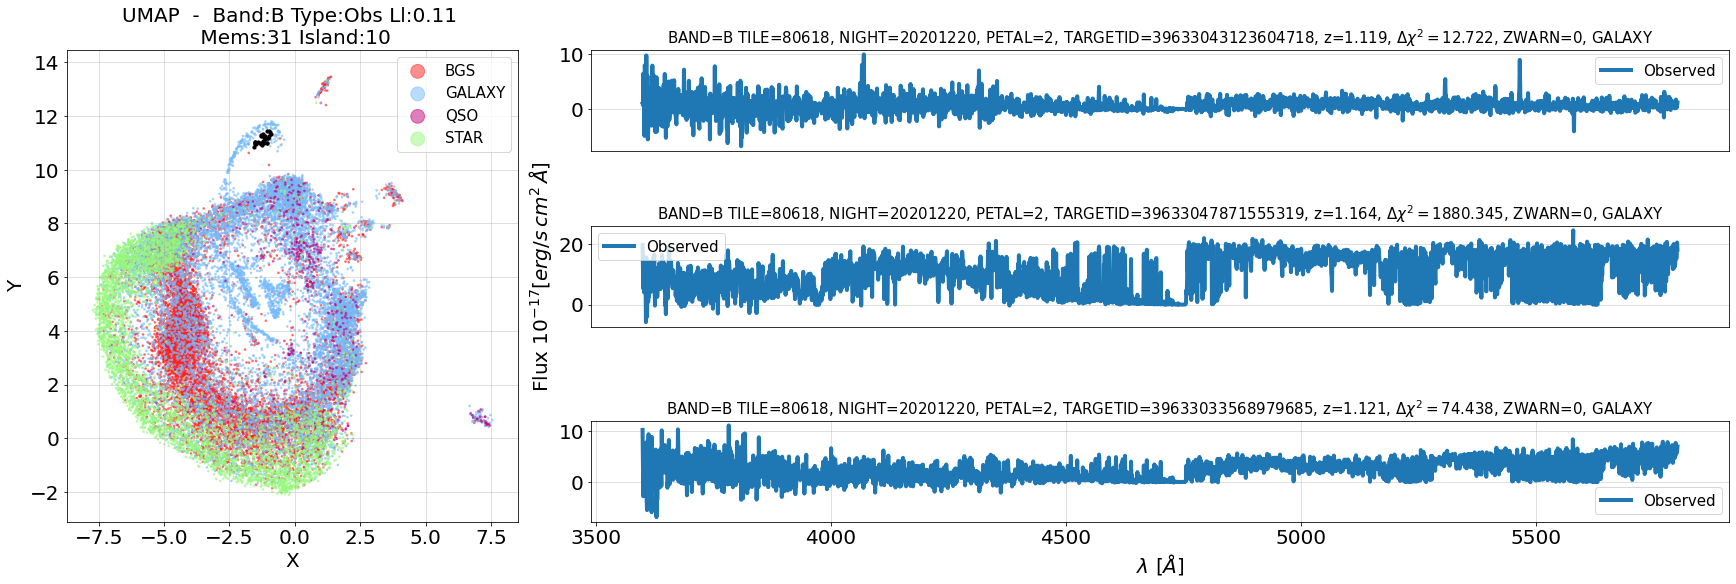 UMAP - Band:B Type:Obs Ll:0.11
Mems:31 Island:10
BGS
GALAXY
QSO
STAR
14
12
10
8
6
4
2
0
−2
Y
−7.5 −5.0 −2.5 0.0 2.5 5.0 7.5
X
Flux 10⁻¹⁷[erg/s cm² Å]
BAND=B TILE=80618, NIGHT=20201220, PETAL=2, TARGETID=39633043123604718, z=1.119, Δχ² = 12.722, ZWARN=0, GALAXY
10
0
Observed
BAND=B TILE=80618, NIGHT=20201220, PETAL=2, TARGETID=39633047871555319, z=1.164, Δχ² = 1880.345, ZWARN=0, GALAXY
20
0
Observed
BAND=B TILE=80618, NIGHT=20201220, PETAL=2, TARGETID=39633033568979685, z=1.121, Δχ² = 74.438, ZWARN=0, GALAXY
10
0
Observed
3500 4000 4500 5000 5500
λ [Å]